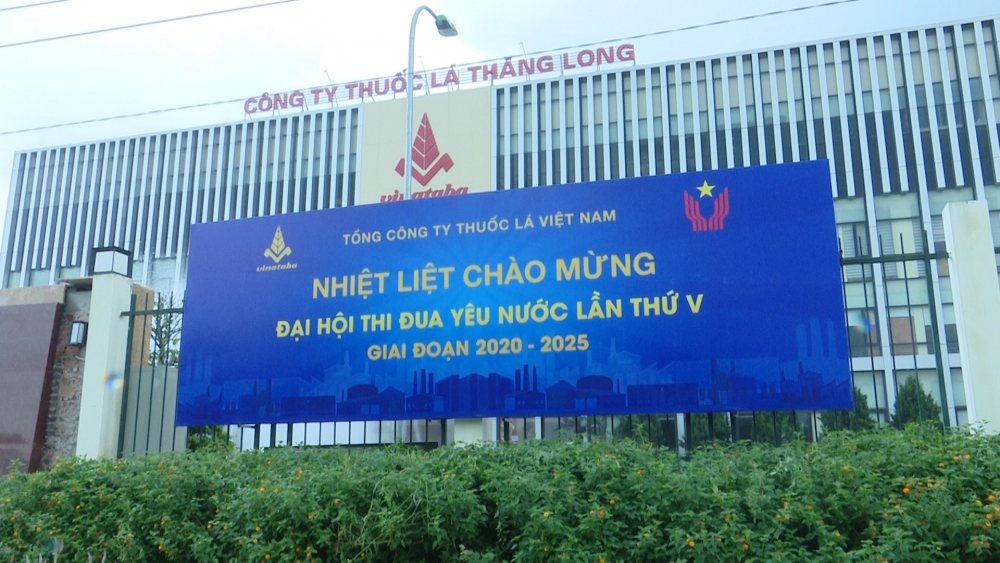 CÔNG TY THUỐC LÁ THĂNG LONG
vinataba
TỔNG CÔNG TY THUỐC LÁ VIỆT NAM
vinataba
NHIỆT LIỆT CHÀO MỪNG
ĐẠI HỘI THI ĐUA YÊU NƯỚC LẦN THỨ V
GIAI ĐOẠN 2020 - 2025